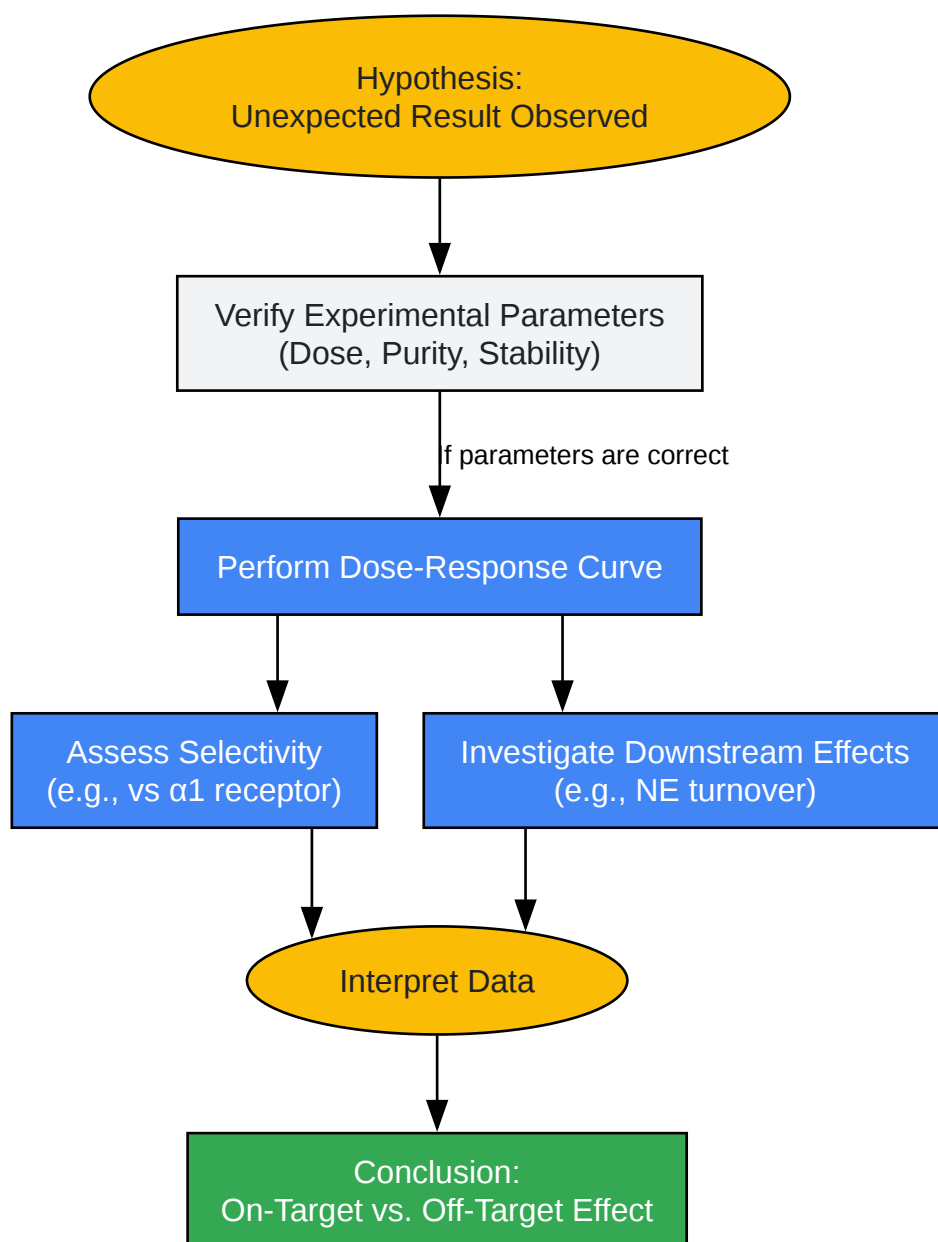 Hypothesis:
Unexpected Result Observed
Verify Experimental Parameters
(Dose, Purity, Stability)
If parameters are correct
Perform Dose-Response Curve
Assess Selectivity
(e.g., vs α1 receptor)
Investigate Downstream Effects
(e.g., NE turnover)
Interpret Data
Conclusion:
On-Target vs. Off-Target Effect